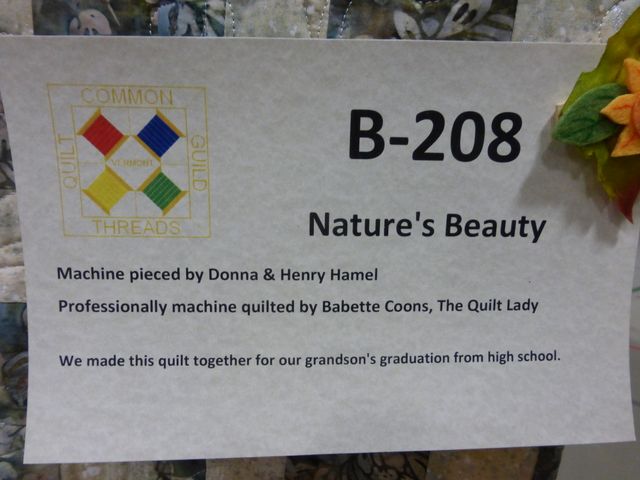 COMMON
QUILT
GUILD
VERMONT
THREADS
B-208
Nature's Beauty
Machine pieced by Donna & Henry Hamel
Professionally machine quilted by Babette Coons, The Quilt Lady
We made this quilt together for our grandson's graduation from high school.